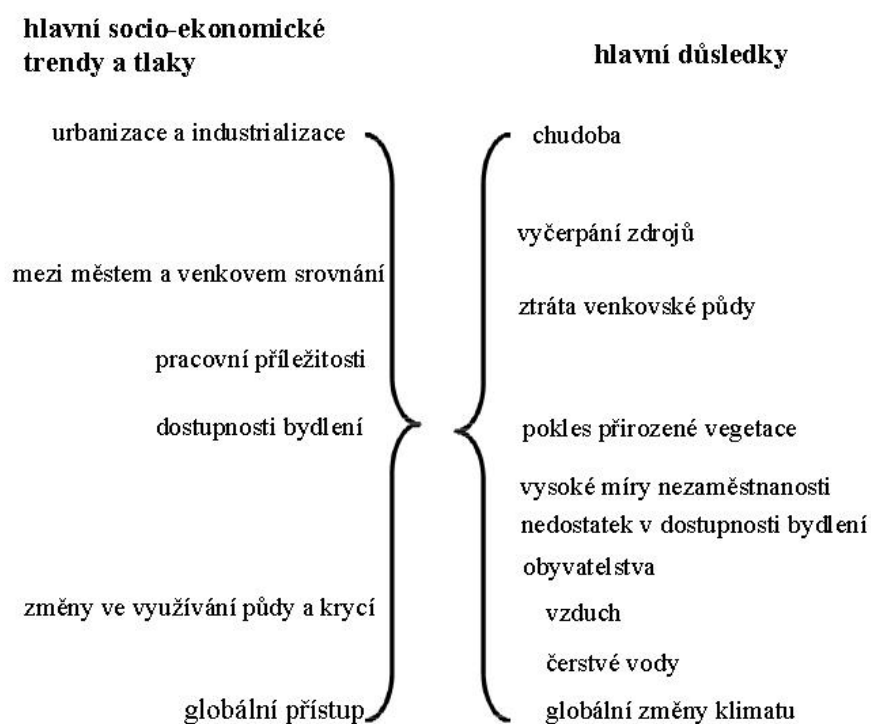 hlavní socio-ekonomické
trendy a tlaky
urbanizace a industrializace
mezi městem a venkovem srovnání
pracovní příležitosti
dostupnosti bydlení
změny ve využívání půdy a krycí
globální přístup
hlavní důsledky
chudoba
vyčerpání zdrojů
ztráta venkovské půdy
pokles přirozené vegetace
vysoké míry nezaměstnanosti
nedostatek v dostupnosti bydlení
obyvatelstva
vzduch
čerstvé vody
globální změny klimatu